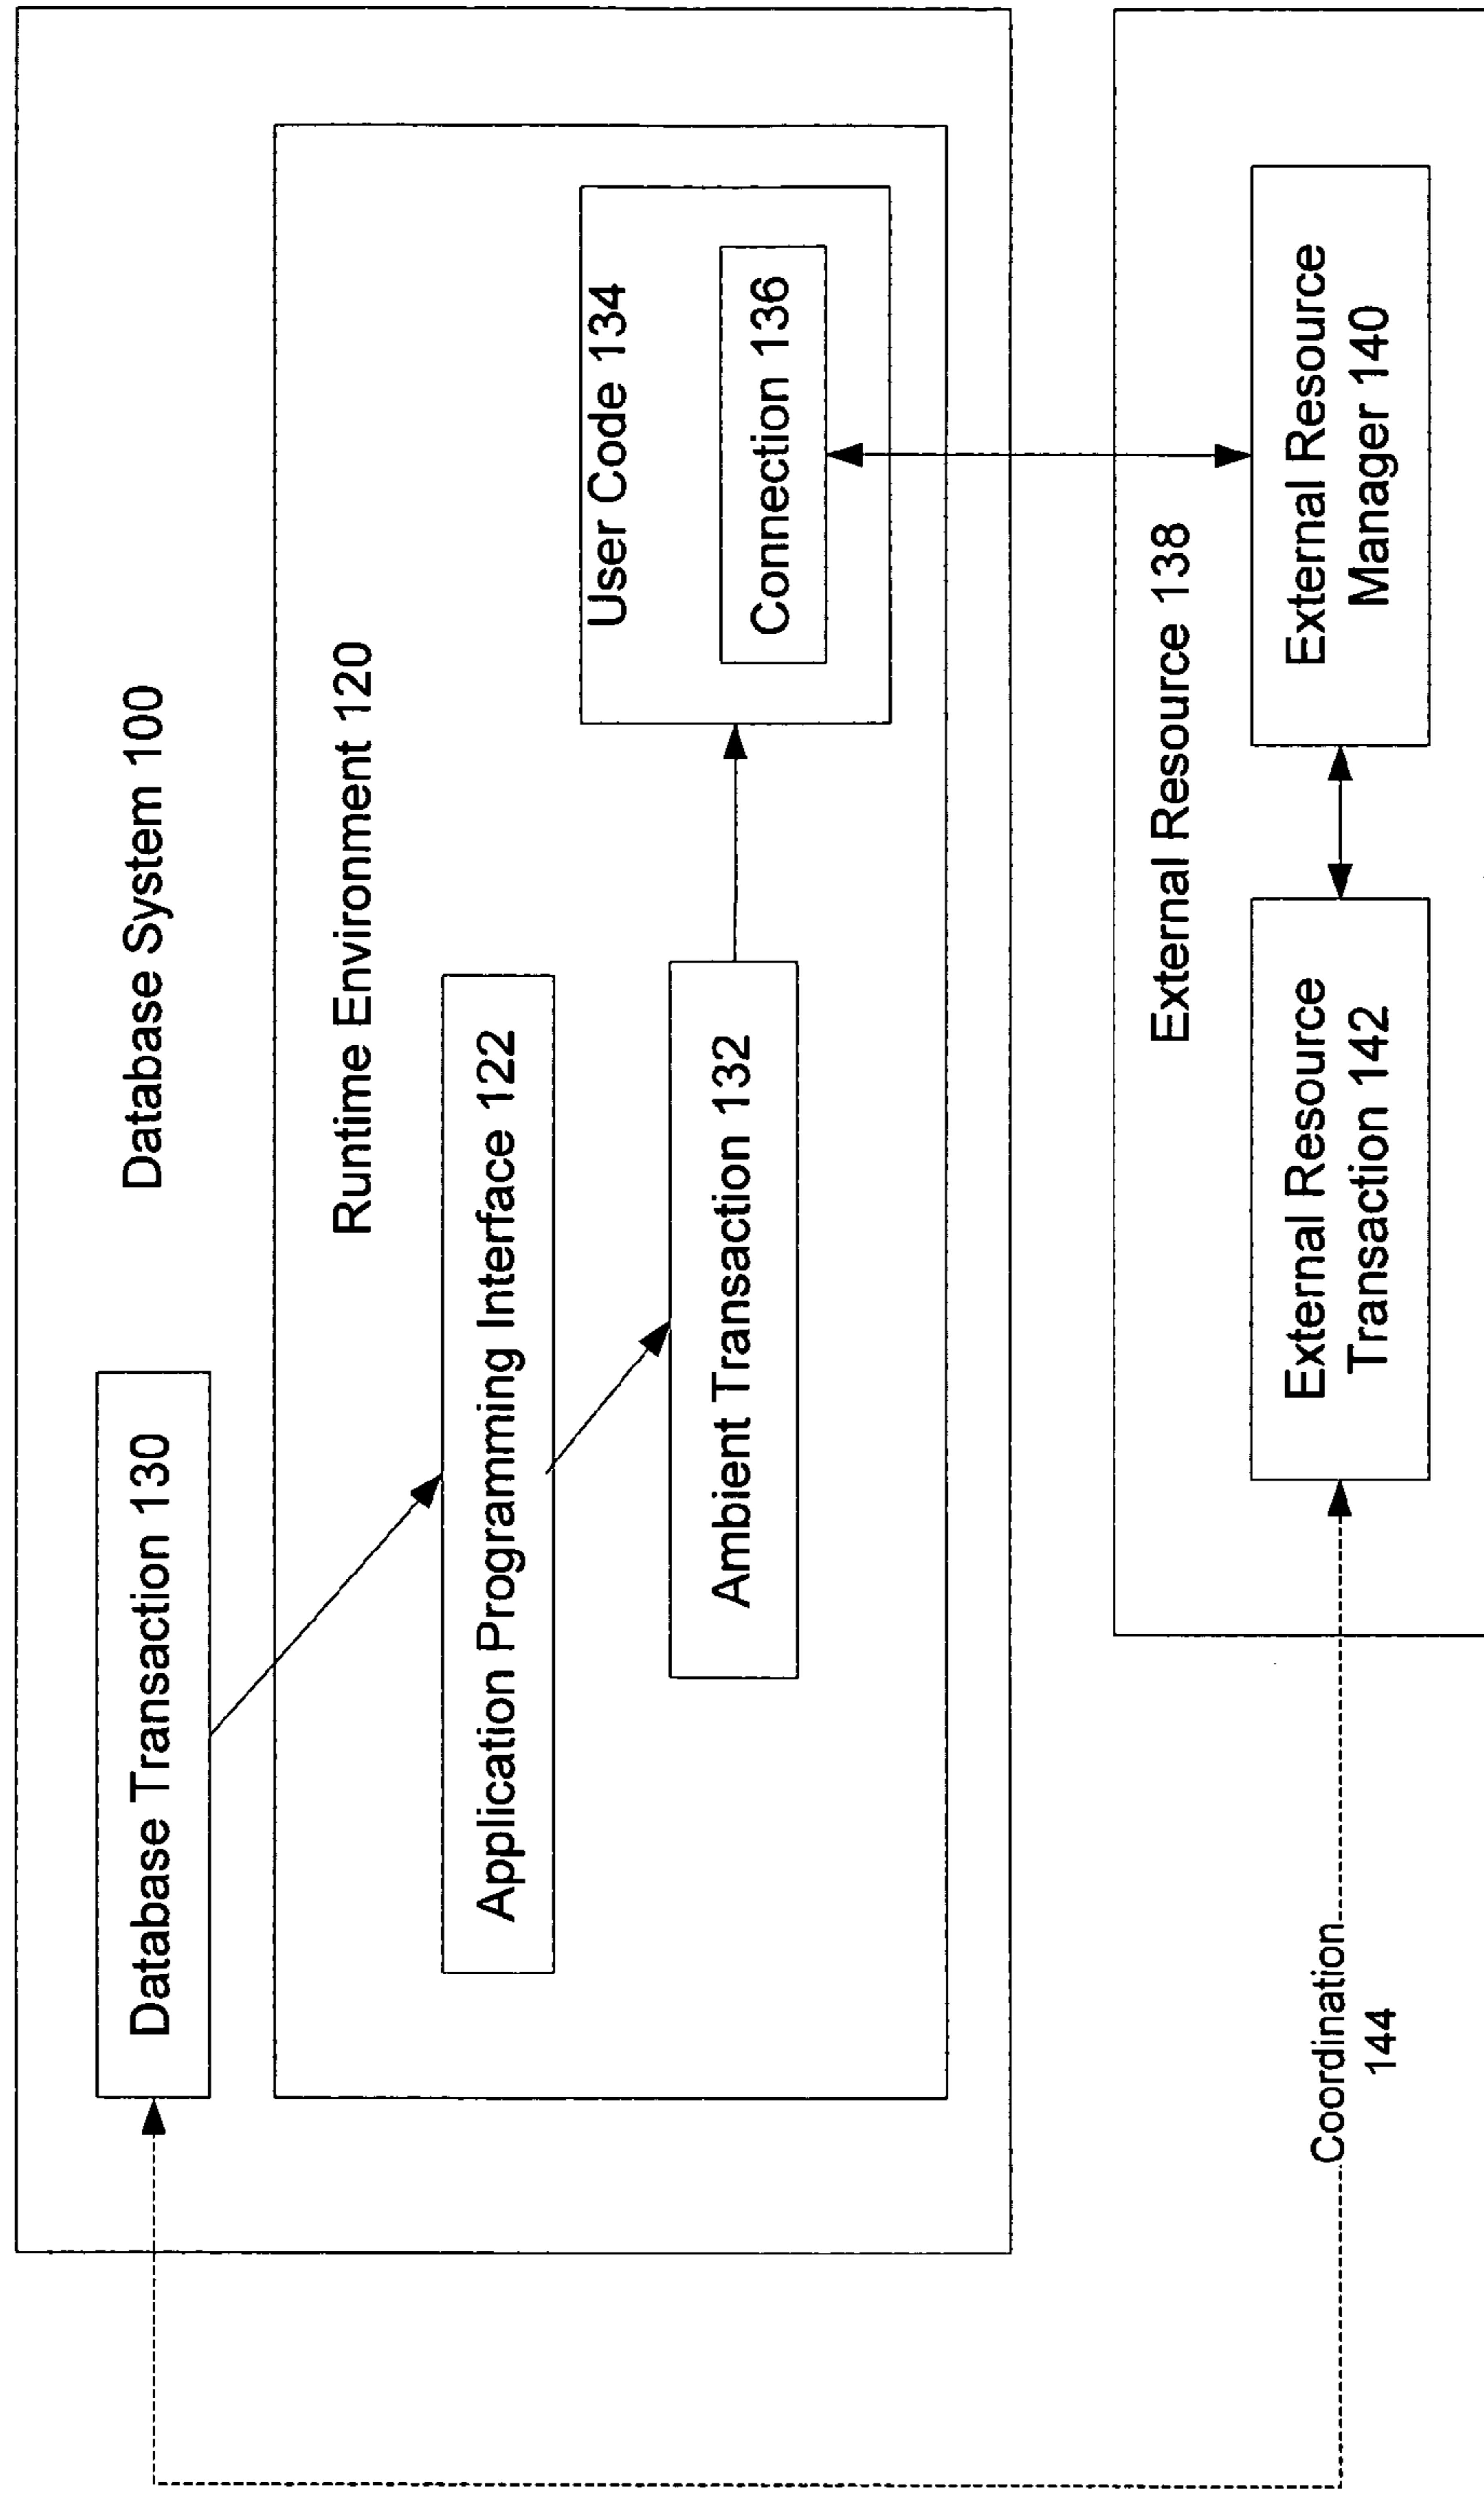 Database System 100
Database Transaction 130
Runtime Environment 120
Application Programming Interface 122
User Code 134
Ambient Transaction 132
Connection 136
External Resource 138
External Resource
Transaction 142
External Resource
Manager 140
Coordination
144